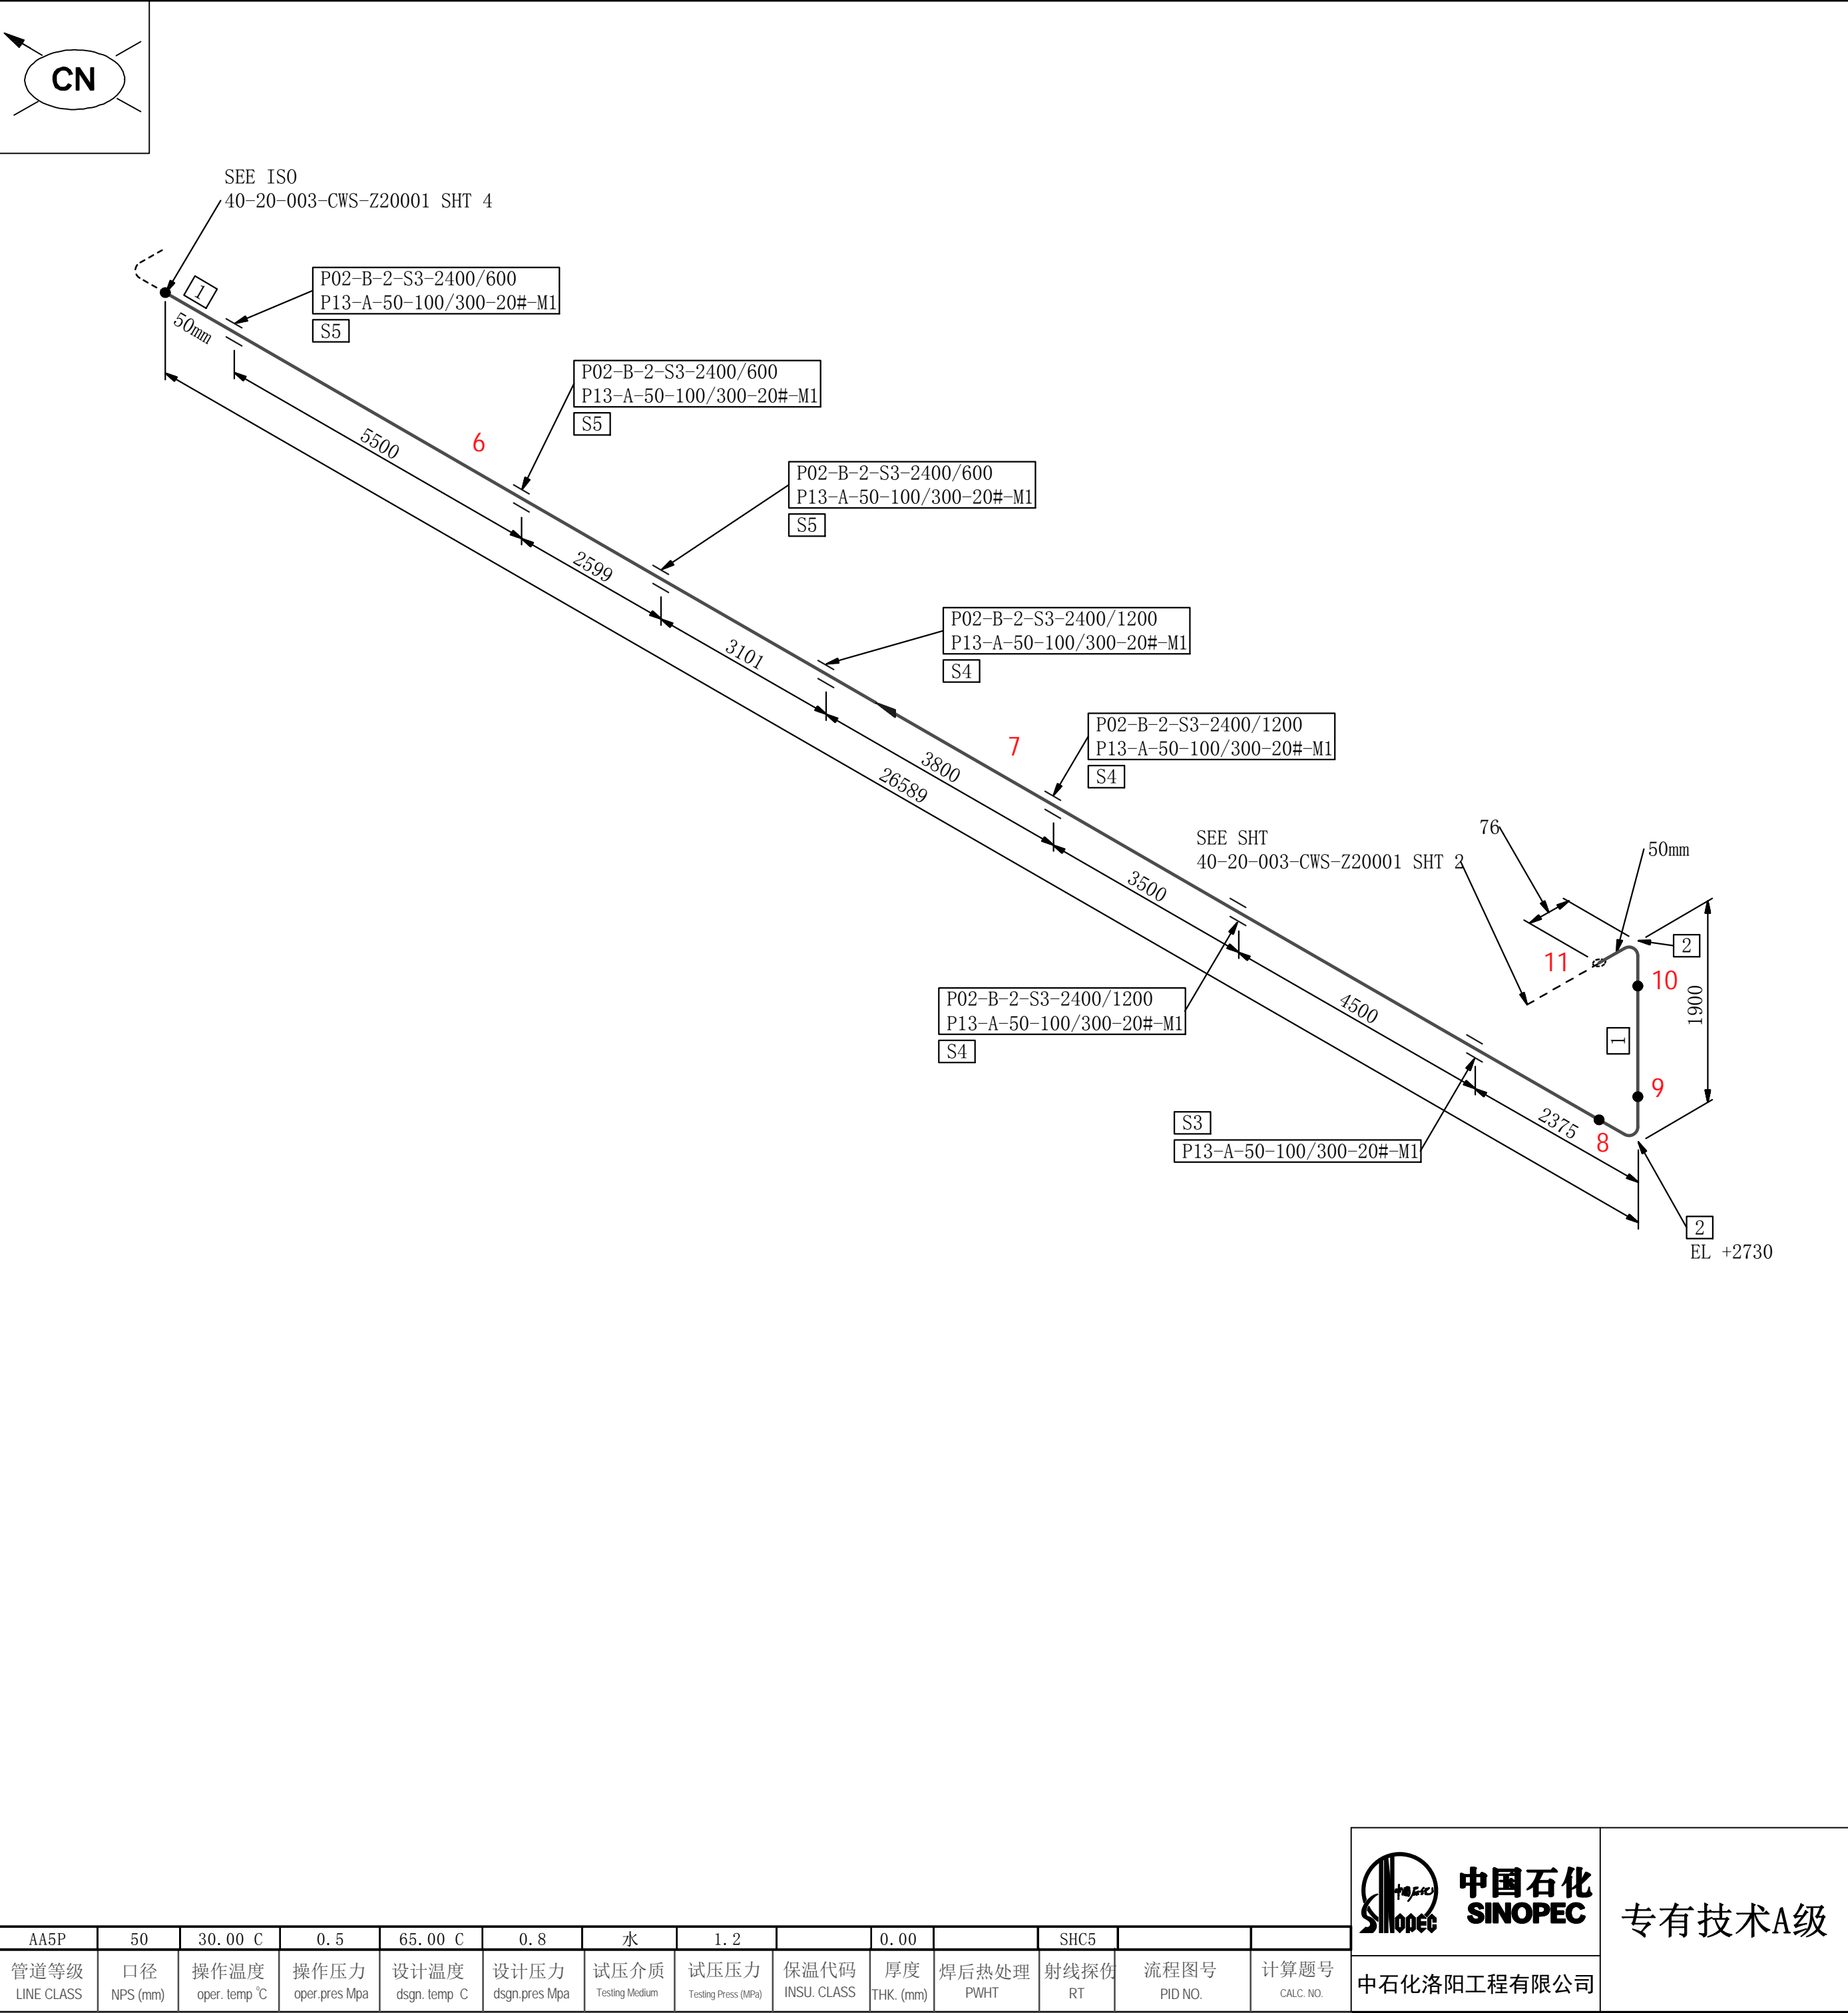 CN
SEE ISO
40-20-003-CWS-Z20001 SHT 4
1
50mm
P02-B-2-S3-2400/600
P13-A-50-100/300-20#-M1
S5
P02-B-2-S3-2400/600
P13-A-50-100/300-20#-M1
S5
5500
6
P02-B-2-S3-2400/600
P13-A-50-100/300-20#-M1
S5
2599
P02-B-2-S3-2400/1200
P13-A-50-100/300-20#-M1
S4
3101
P02-B-2-S3-2400/1200
P13-A-50-100/300-20#-M1
S4
7
3800
26589
SEE SHT
40-20-003-CWS-Z20001 SHT 2
76
50mm
3500
2
11
10
1900
P02-B-2-S3-2400/1200
P13-A-50-100/300-20#-M1
S4
4500
1
9
S3
P13-A-50-100/300-20#-M1
2375
8
2
EL +2730
中国石化
SINOPEC
专有技术A级
中石化洛阳工程有限公司
AA5P 50 30.00 C 0.5 65.00 C 0.8 水 1.2 0.00 SHC5
管道等级 口径 操作温度 操作压力 设计温度 设计压力 试压介质 试压压力 保温代码 厚度 焊后热处理 射线探伤 流程图号 计算题号
LINE CLASS NPS (mm) oper. temp ℃ oper.pres Mpa dsgn. temp C dsgn.pres Mpa Testing Medium Testing Press (MPa) INSU. CLASS THK. (mm) PWHT RT PID NO. CALC. NO.